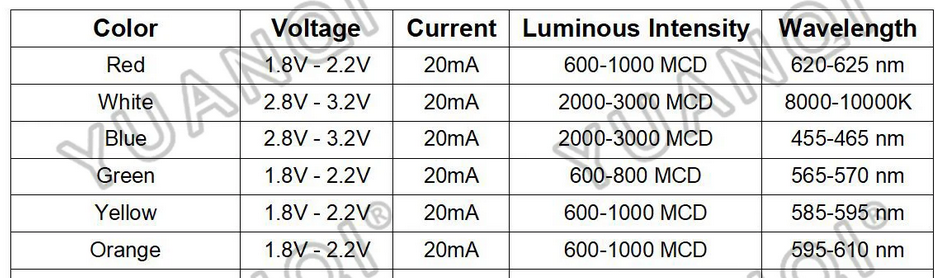 Color Voltage Current Luminous Intensity Wavelength
Red 1.8V - 2.2V 20mA 600-1000 MCD 620-625 nm
White 2.8V - 3.2V 20mA 2000-3000 MCD 8000-10000K
Blue 2.8V - 3.2V 20mA 2000-3000 MCD 455-465 nm
Green 1.8V - 2.2V 20mA 600-800 MCD 565-570 nm
Yellow 1.8V - 2.2V 20mA 600-1000 MCD 585-595 nm
Orange 1.8V - 2.2V 20mA 600-1000 MCD 595-610 nm
YUANQI®
YUANQI®